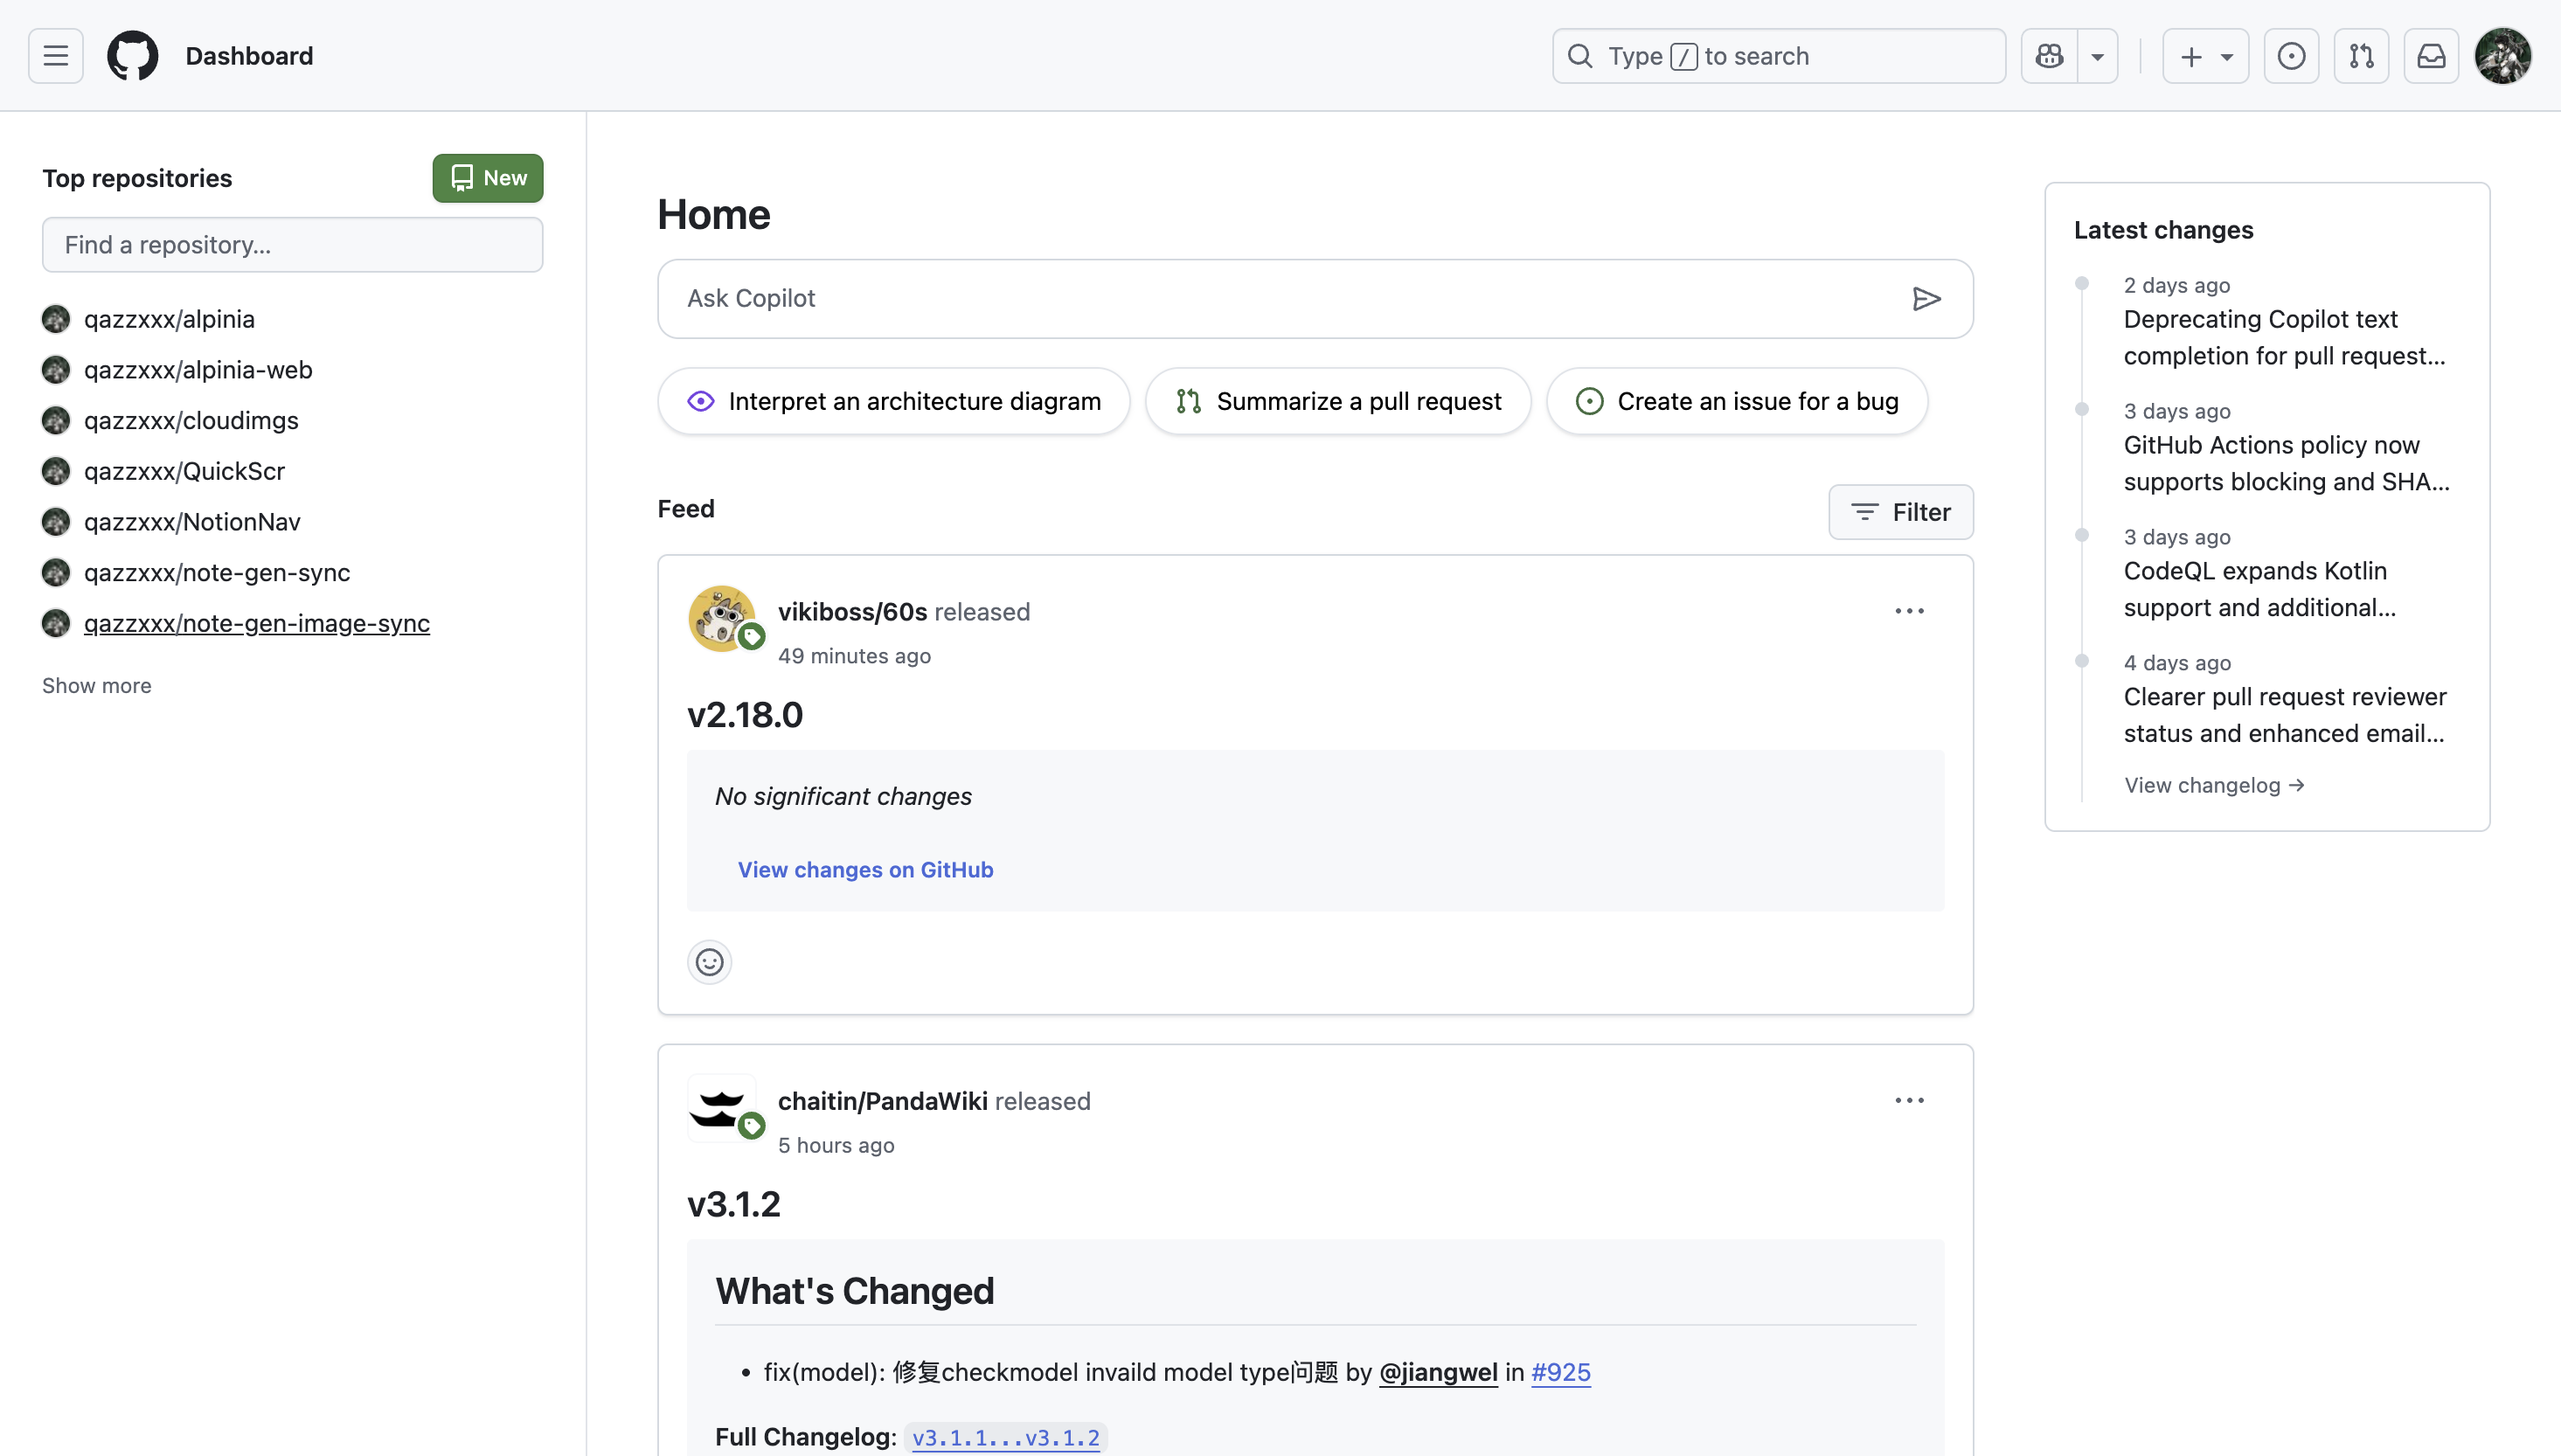 Dashboard
Type / to search
Top repositories
New
Find a repository...
qazzxxx/alpinia
qazzxxx/alpinia-web
qazzxxx/cloudimgs
qazzxxx/QuickScr
qazzxxx/NotionNav
qazzxxx/note-gen-sync
qazzxxx/note-gen-image-sync
Show more
Home
Ask Copilot
Interpret an architecture diagram
Summarize a pull request
Create an issue for a bug
Feed
Filter
vikiboss/60s released
49 minutes ago
v2.18.0
No significant changes
View changes on GitHub
chaitin/PandaWiki released
5 hours ago
v3.1.2
What's Changed
• fix(model): 修复checkmodel invaild model type问题 by @jiangwel in #925
Full Changelog: v3.1.1...v3.1.2
Latest changes
2 days ago
Deprecating Copilot text
completion for pull request...
3 days ago
GitHub Actions policy now
supports blocking and SHA...
3 days ago
CodeQL expands Kotlin
support and additional...
4 days ago
Clearer pull request reviewer
status and enhanced email...
View changelog →